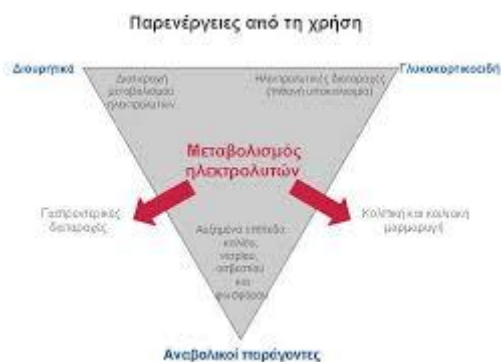 Παρενέργειες από τη χρήση
Διουρητικά
Γλυκοκορτικοειδή
Διαταραχή
μεταβολισμού
ηλεκτρολυτών
Ηλεκτρολυτικές διαταραχές
(Πιθανή υποκαλιαιμία)
Μεταβολισμός
ηλεκτρολυτών
Γαστρεντερικές
διαταραχές
Κολπική και κοιλιακή
μαρμαρυγή
Αυξημένα επίπεδα
καλίου,
νατρίου,
ασβεστίου
και
φωσφόρου
Αναβολικοί παράγοντες